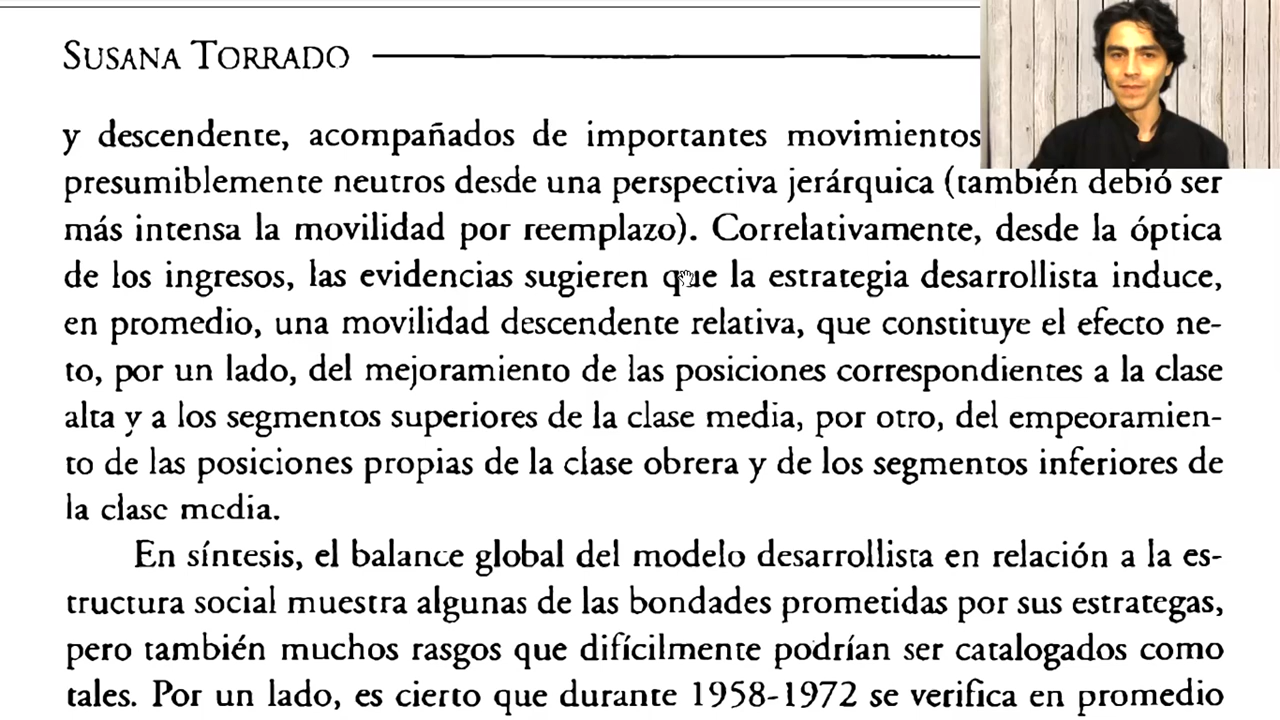 SUSANA TORRADO
y descendente, acompañados de importantes movimientos
presumiblemente neutros desde una perspectiva jerárquica (también debió ser
más intensa la movilidad por reemplazo). Correlativamente, desde la óptica
de los ingresos, las evidencias sugieren que la estrategia desarrollista induce,
en promedio, una movilidad descendente relativa, que constituye el efecto ne-
to, por un lado, del mejoramiento de las posiciones correspondientes a la clase
alta y a los segmentos superiores de la clase media, por otro, del empeoramien-
to de las posiciones propias de la clase obrera y de los segmentos inferiores de
la clase media.
En síntesis, el balance global del modelo desarrollista en relación a la es-
tructura social muestra algunas de las bondades prometidas por sus estrategas,
pero también muchos rasgos que difícilmente podrían ser catalogados como
tales. Por un lado, es cierto que durante 1958-1972 se verifica en promedio